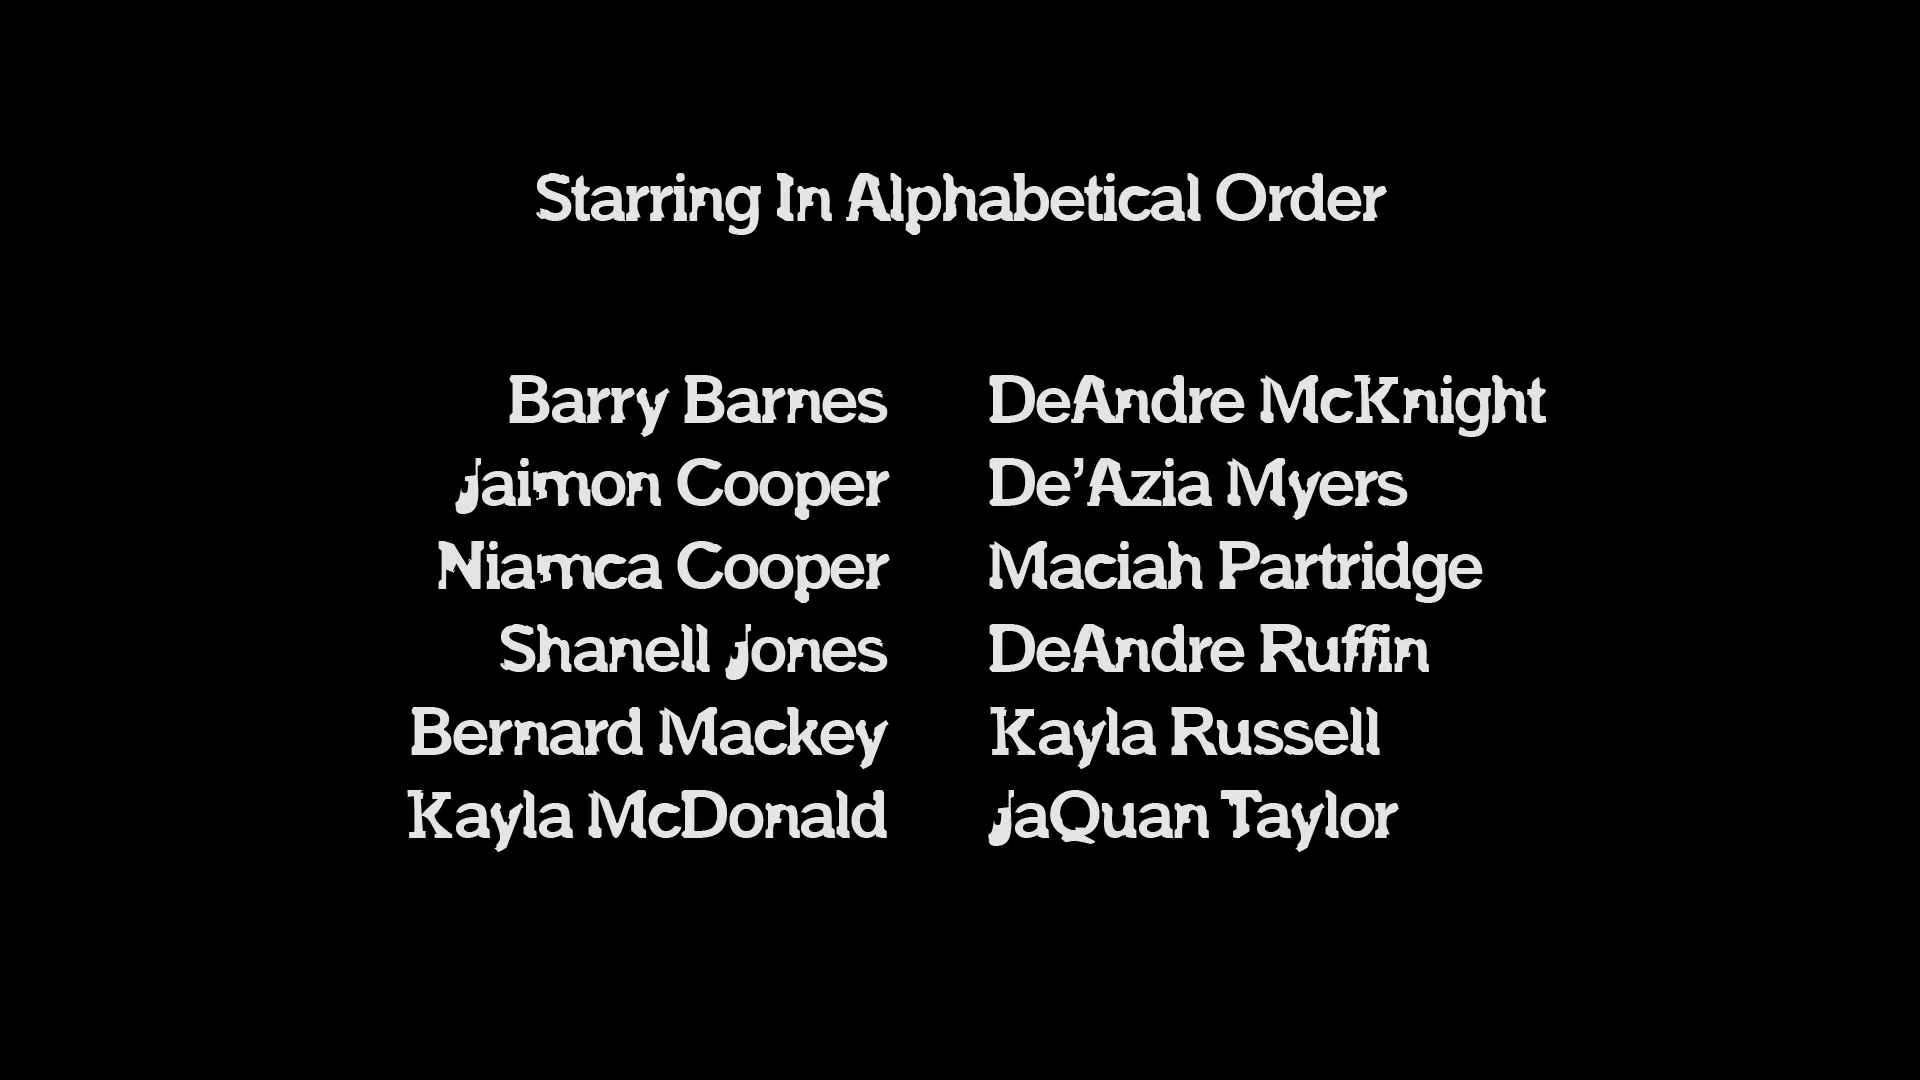 Starring In Alphabetical Order
Barry Barnes
Jaimon Cooper
Niamca Cooper
Shanell Jones
Bernard Mackey
Kayla McDonald
DeAndre McKnight
De’Azia Myers
Maciah Partridge
DeAndre Ruffin
Kayla Russell
JaQuan Taylor